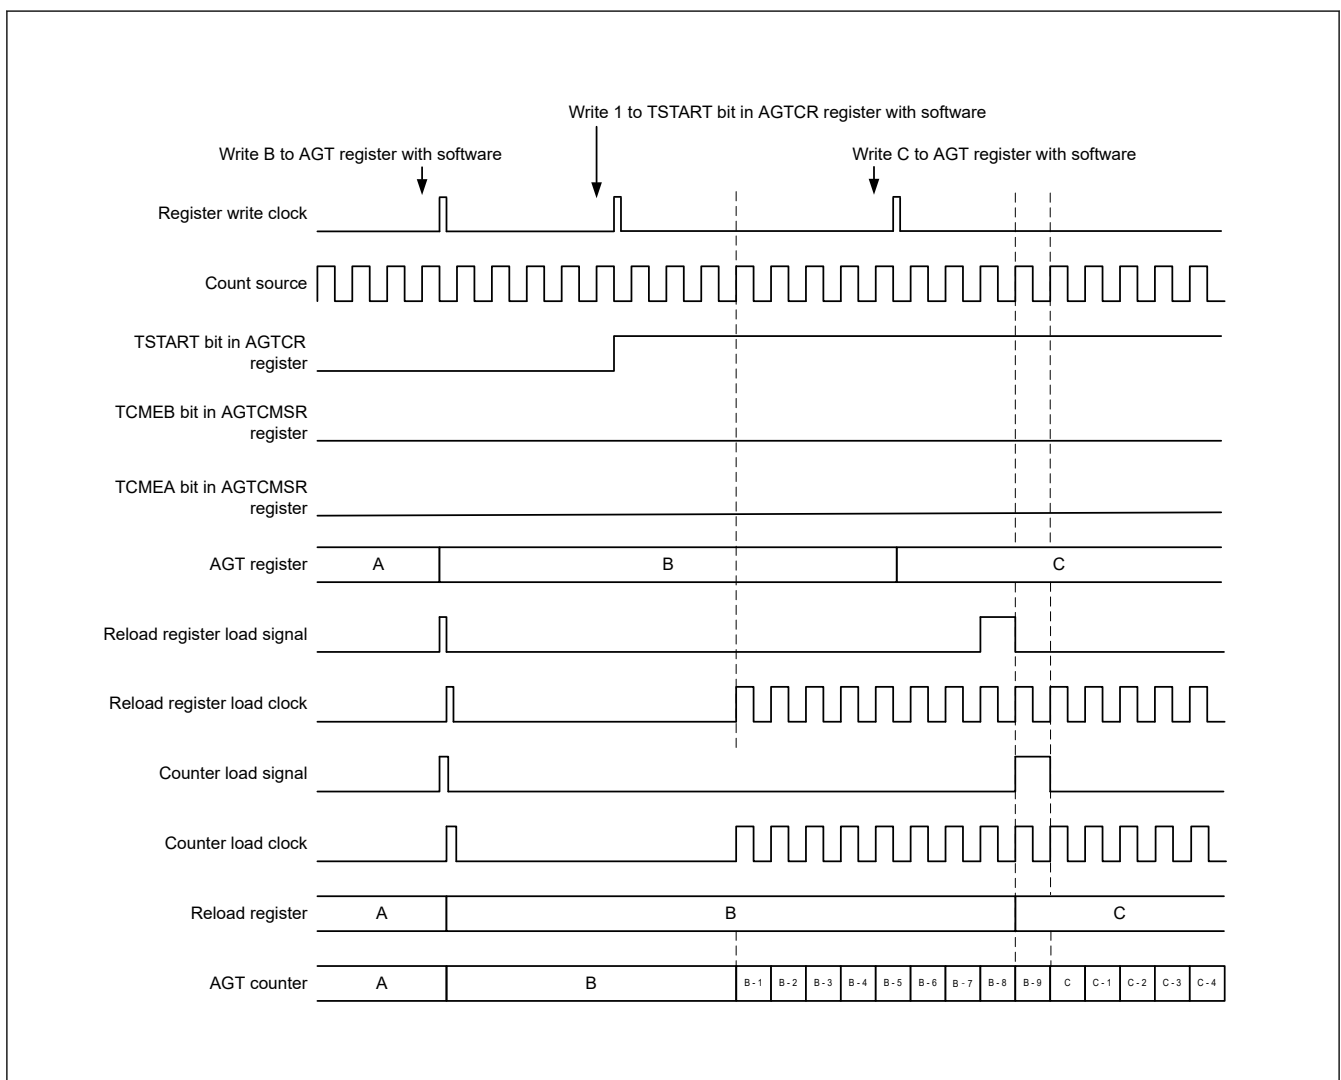 Write 1 to TSTART bit in AGTCR register with software
Write B to AGT register with software
Write C to AGT register with software
Register write clock
Count source
TSTART bit in AGTCR
register
TCMEB bit in AGTCMSR
register
TCMEA bit in AGTCMSR
register
AGT register A B C
Reload register load signal
Reload register load clock
Counter load signal
Counter load clock
Reload register A B C
AGT counter A B B-1 B-2 B-3 B-4 B-5 B-6 B-7 B-8 B-9 C C-1 C-2 C-3 C-4